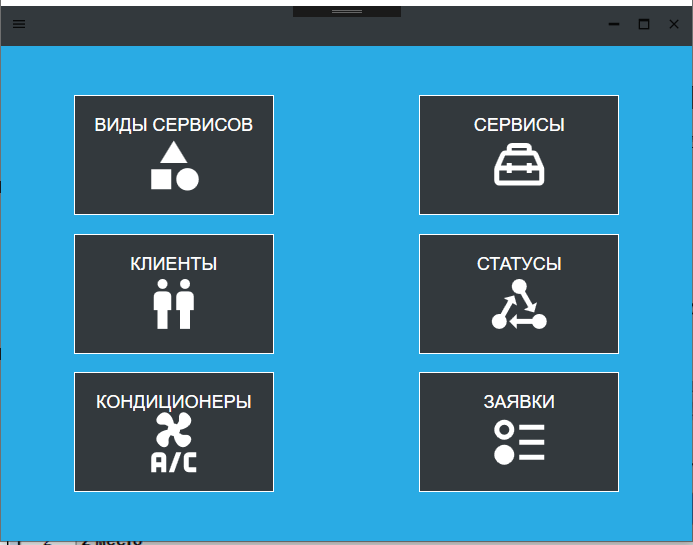 ВИДЫ СЕРВИСОВ
СЕРВИСЫ
КЛИЕНТЫ
СТАТУСЫ
КОНДИЦИОНЕРЫ
A/C
ЗАЯВКИ